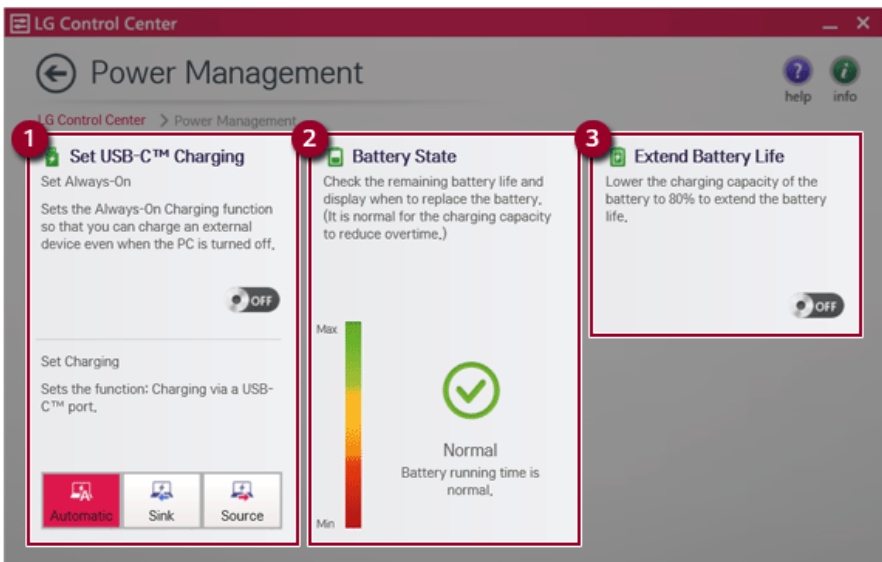 LG Control Center
Power Management
help
info
LG Control Center > Power Management
1
Set USB-C™ Charging
Set Always-On
Sets the Always-On Charging function
so that you can charge an external
device even when the PC is turned off.
OFF
Set Charging
Sets the function: Charging via a USB-
C™ port.
Automatic
Sink
Source
2
Battery State
Check the remaining battery life and
display when to replace the battery.
(It is normal for the charging capacity
to reduce overtime.)
Max
Min
Normal
Battery running time is
normal.
3
Extend Battery Life
Lower the charging capacity of the
battery to 80% to extend the battery
life.
OFF